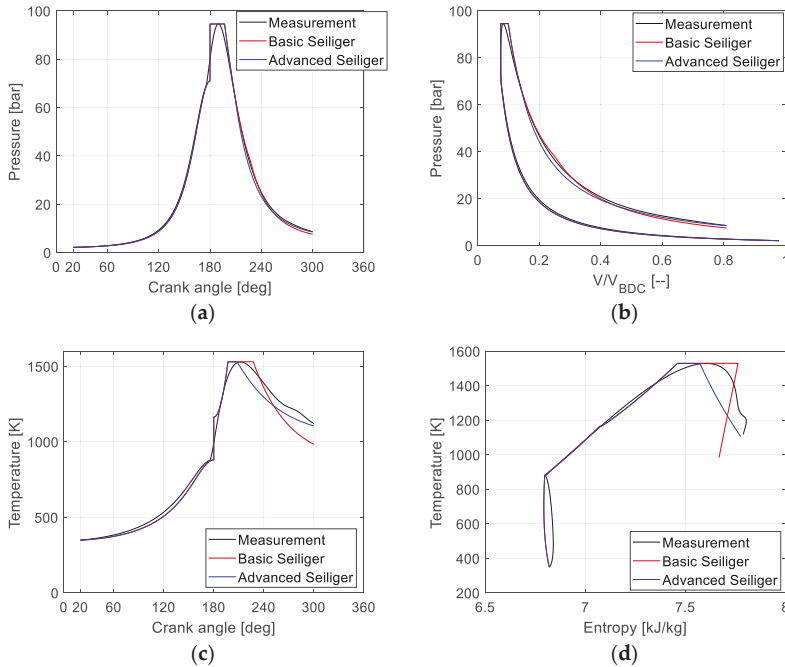 100
80
60
40
20
0
Pressure [bar]
0 20 60 120 180 240 300 360
Crank angle [deg]
Measurement
Basic Seiliger
Advanced Seiliger
(a)
100
80
60
40
20
0
Pressure [bar]
0 0.2 0.4 0.6 0.8 1
V/V_BDC [--]
Measurement
Basic Seiliger
Advanced Seiliger
(b)
1500
1000
500
0
Temperature [K]
0 20 60 120 180 240 300 360
Crank angle [deg]
Measurement
Basic Seiliger
Advanced Seiliger
(c)
1600
1400
1200
1000
800
600
400
200
Temperature [K]
6.5 7 7.5 8
Entropy [kJ/kg]
Measurement
Basic Seiliger
Advanced Seiliger
(d)